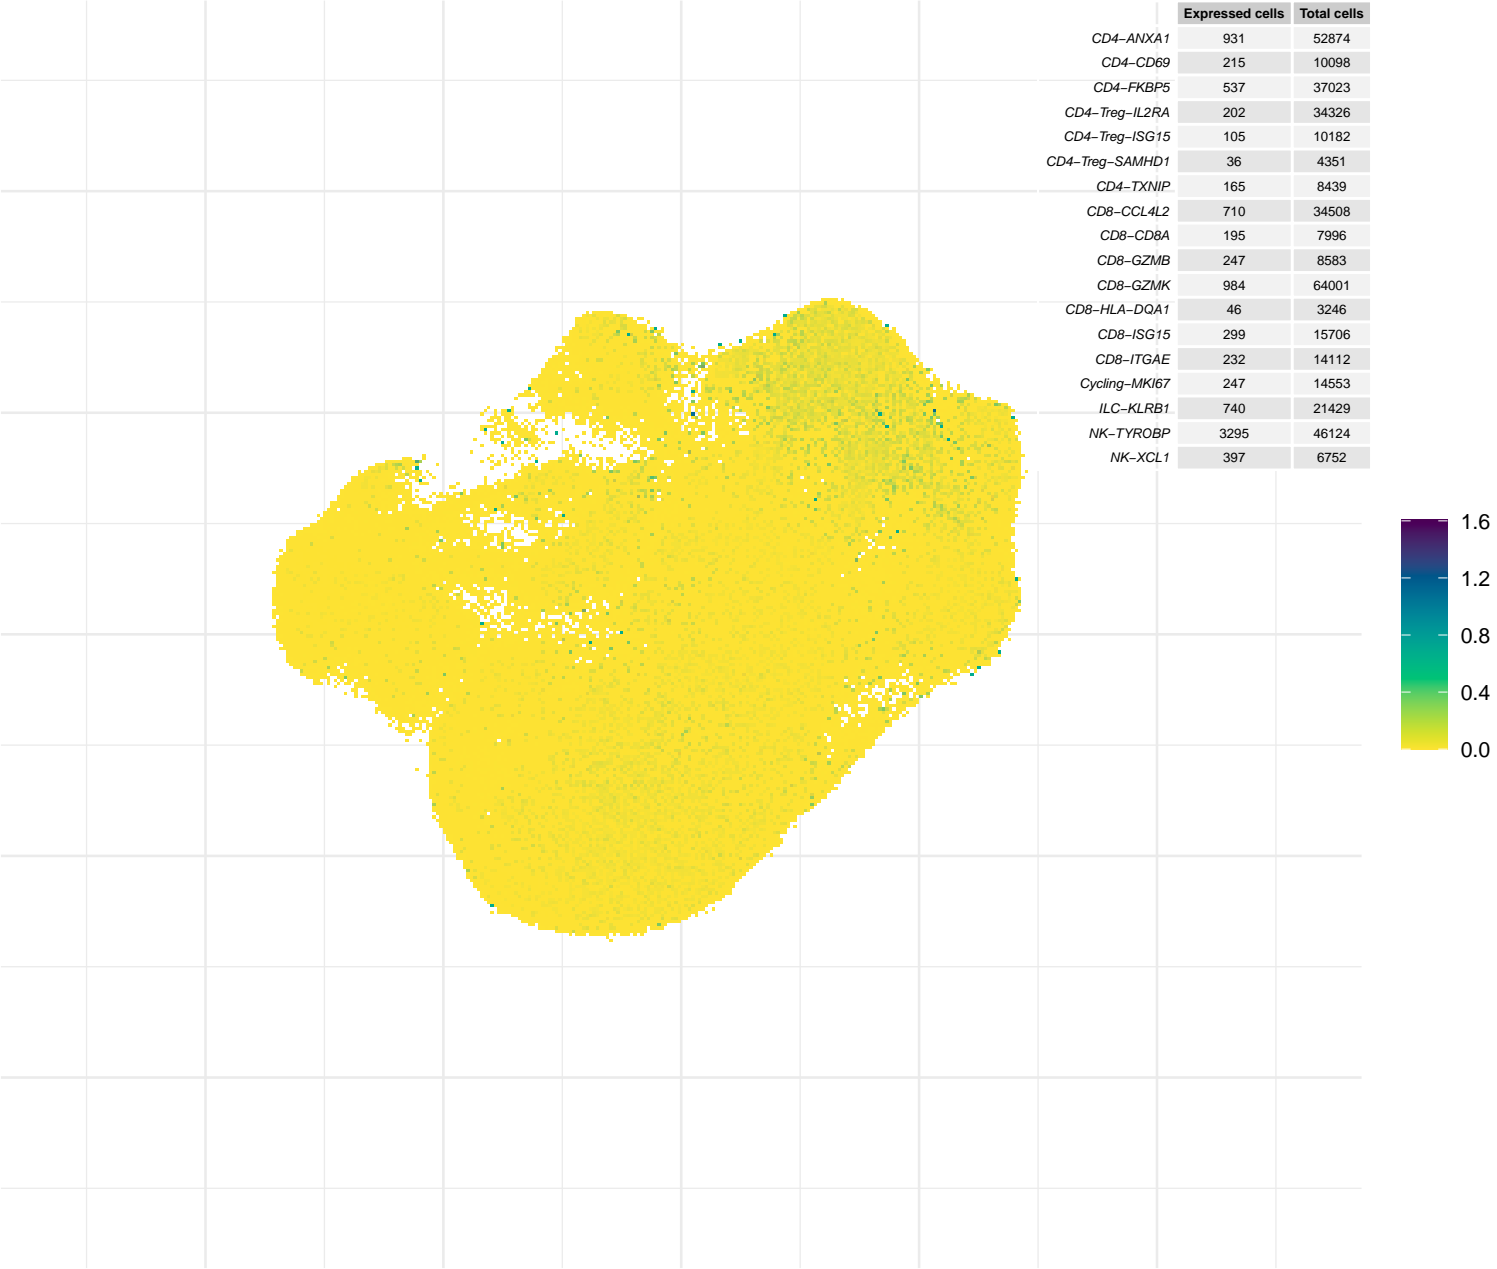 Expressed cells Total cells
CD4−ANXA1 931 52874
CD4−CD69 215 10098
CD4−FKBP5 537 37023
CD4−Treg−IL2RA 202 34326
CD4−Treg−ISG15 105 10182
CD4−Treg−SAMHD1 36 4351
CD4−TXNIP 165 8439
CD8−CCL4L2 710 34508
CD8−CD8A 195 7996
CD8−GZMB 247 8583
CD8−GZMK 984 64001
CD8−HLA−DQA1 46 3246
CD8−ISG15 299 15706
CD8−ITGAE 232 14112
Cycling−MKI67 247 14553
ILC−KLRB1 740 21429
NK−TYROBP 3295 46124
NK−XCL1 397 6752
1.6
1.2
0.8
0.4
0.0